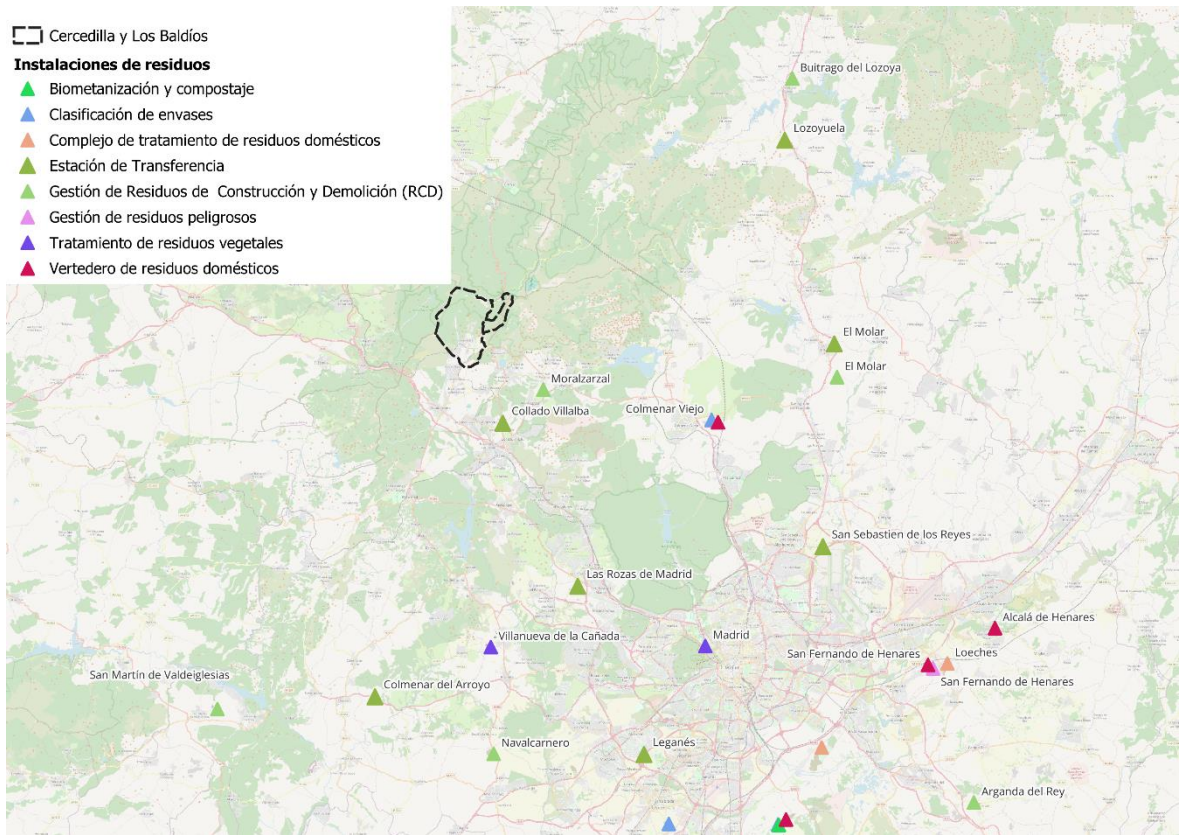 Cercedilla y Los Baldíos
Instalaciones de residuos
Biometanización y compostaje
Clasificación de envases
Complejo de tratamiento de residuos domésticos
Estación de Transferencia
Gestión de Residuos de Construcción y Demolición (RCD)
Gestión de residuos peligrosos
Tratamiento de residuos vegetales
Vertedero de residuos domésticos
Buitrago del Lozoya
Lozoyuela
El Molar
El Molar
Moralzarzal
Collado Villalba
Colmenar Viejo
San Sebastien de los Reyes
Las Rozas de Madrid
Alcalá de Henares
Villanueva de la Cañada
Madrid
San Fernando de Henares
Loeches
San Fernando de Henares
San Martín de Valdeiglesias
Colmenar del Arroyo
Navalcarnero
Leganés
Arganda del Rey